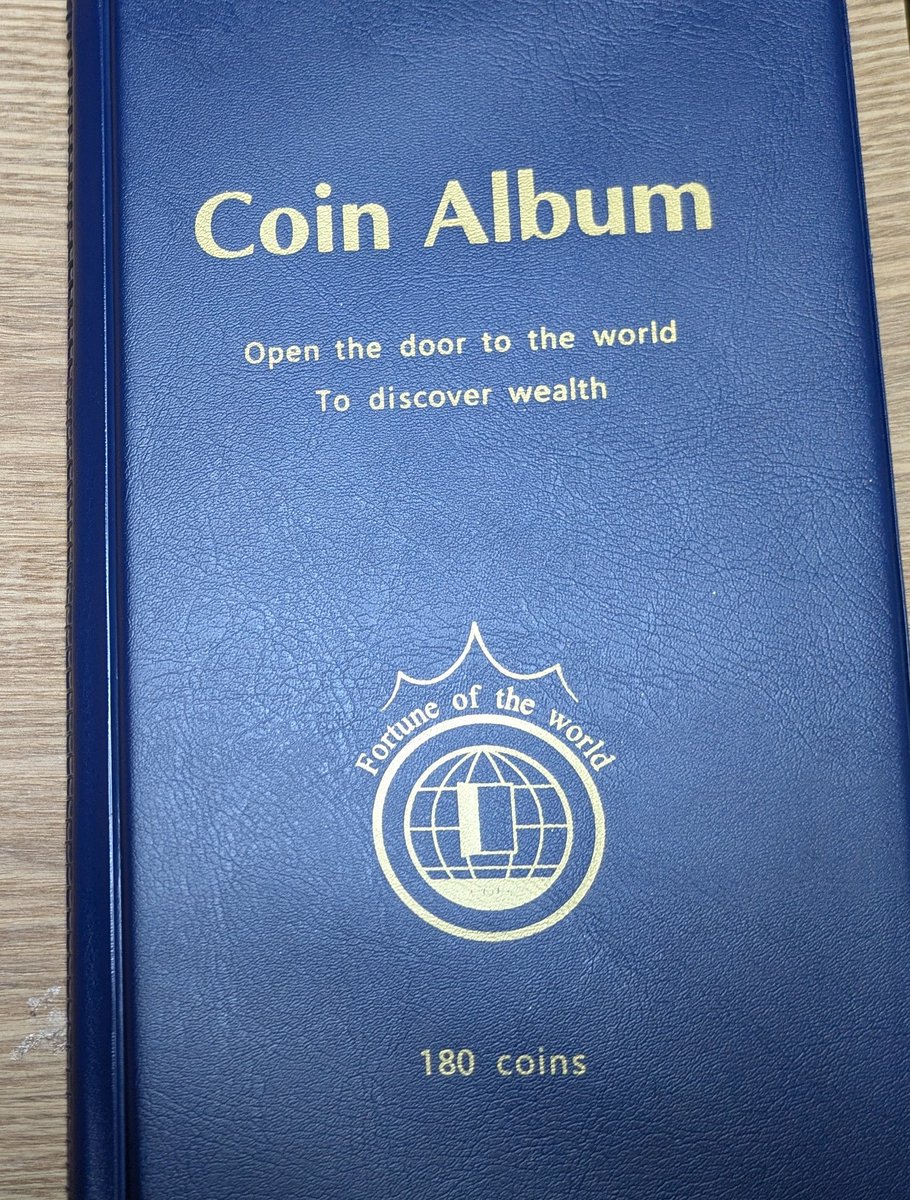 Coin Album
Open the door to the world
To discover wealth
Fortune of the world
180 coins